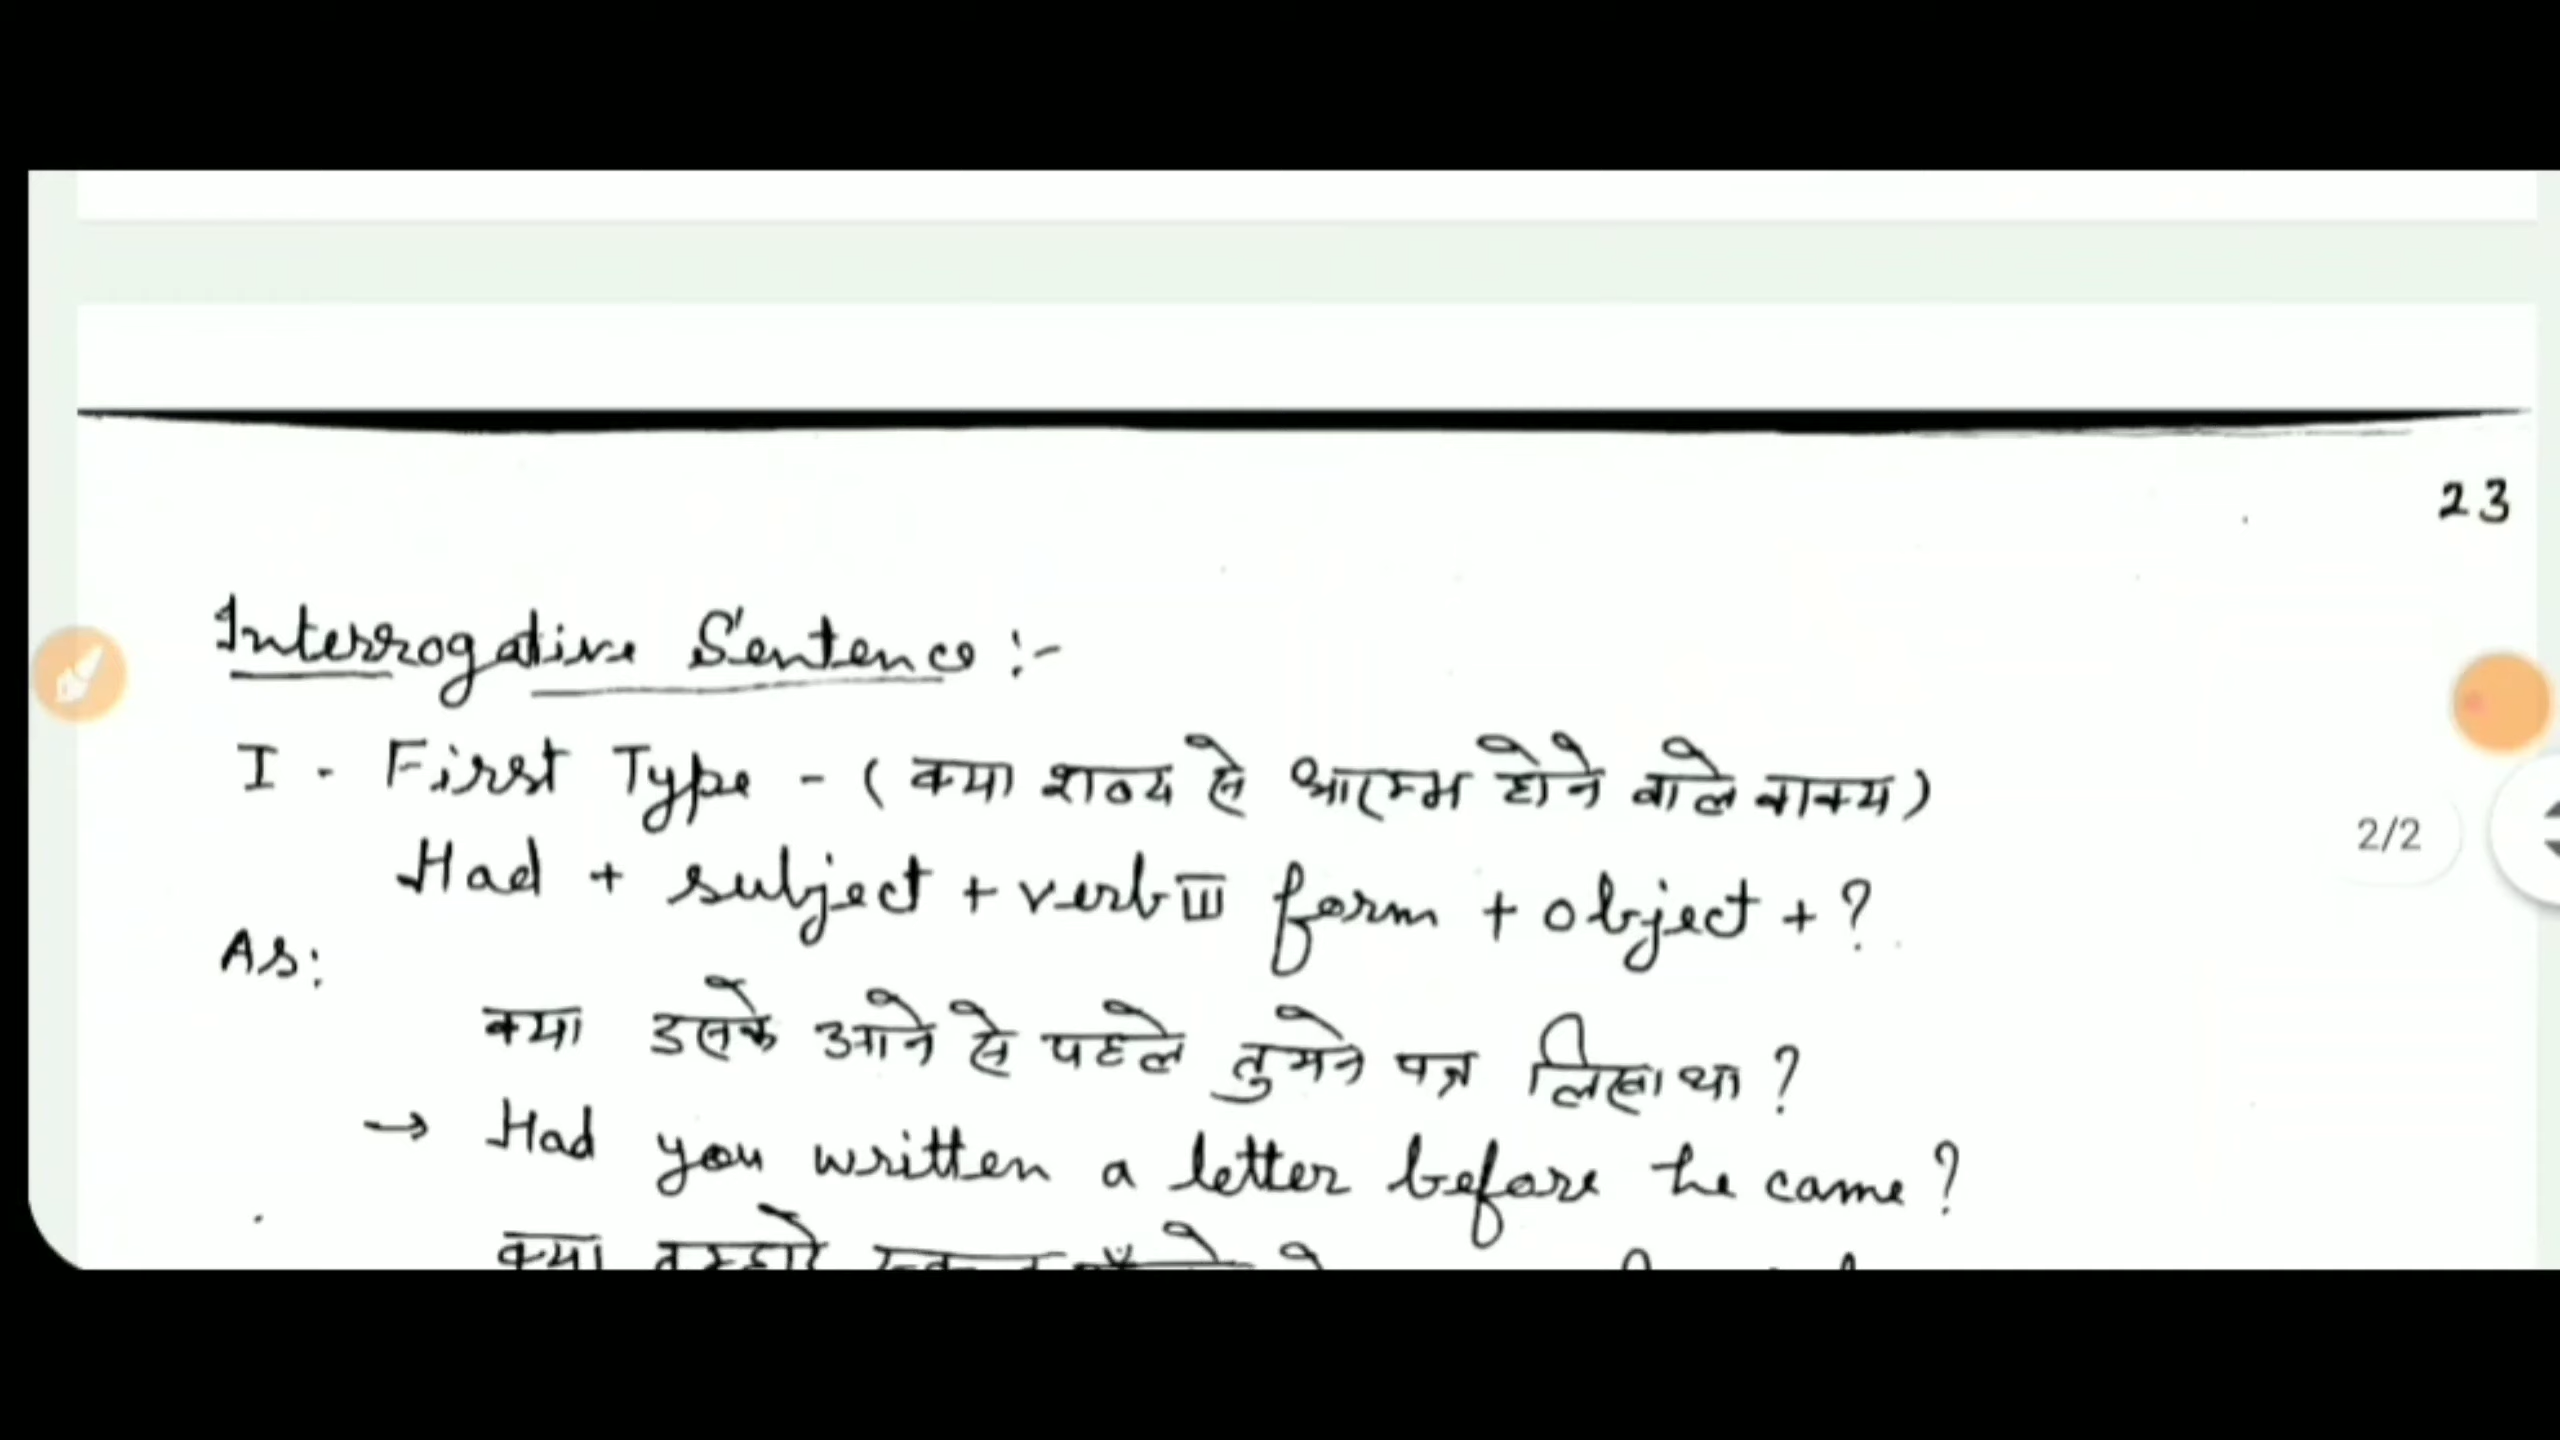 23
Interrogative Sentence :-
I - First Type - ( क्या शब्द से आरम्भ होने वाले वाक्य )
2/2
Had + subject + verb III form + object + ?
As:
क्या उसके आने से पहले तुमने पत्र लिखा था ?
→ Had you written a letter before he came ?
क्या तुम्हारे